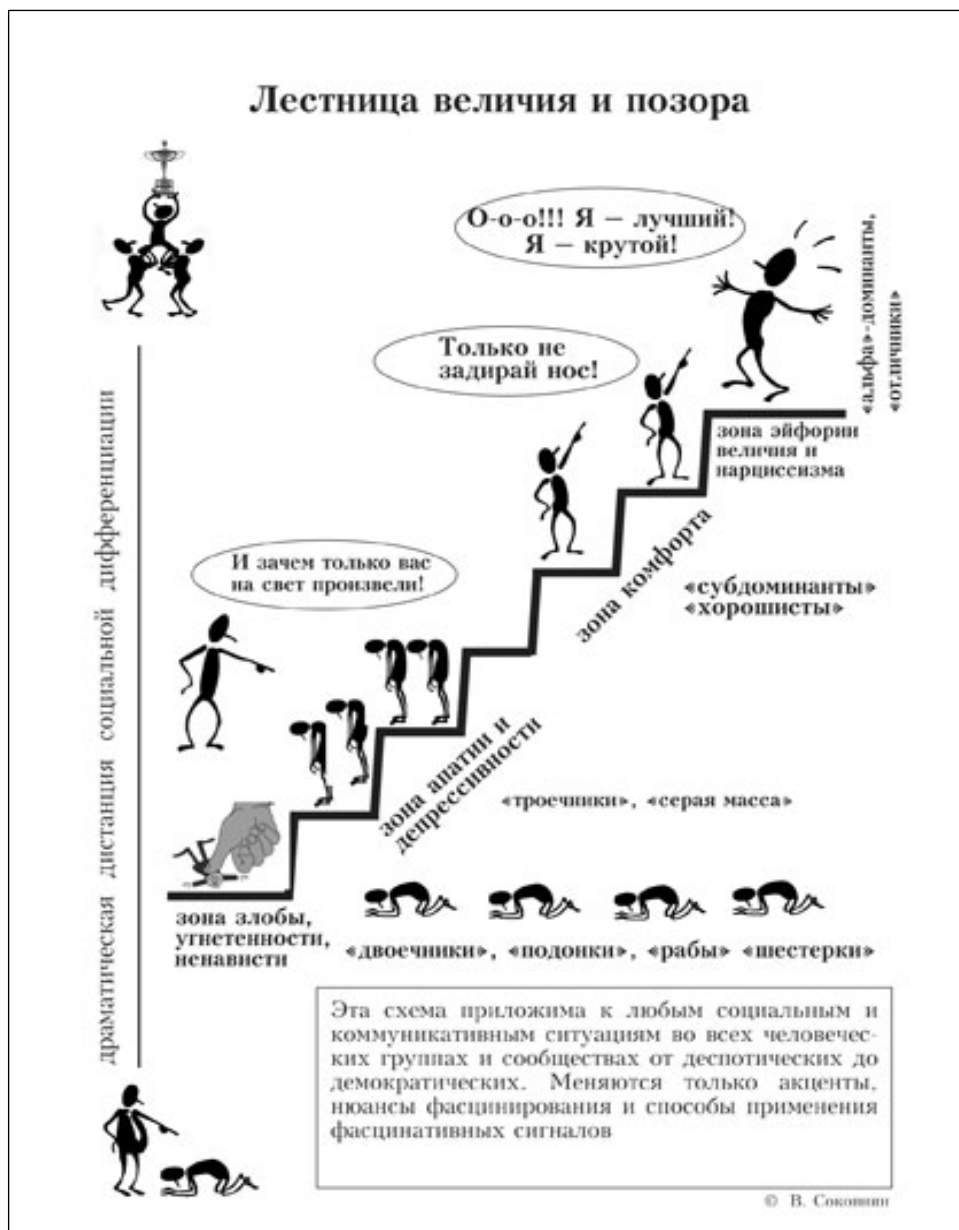 Лестница величия и позора
О-о-о!!! Я — лучший!
Я — крутой!
«альфа»-доминанты,
«отличники»
Только не
задирай нос!
зона эйфории
величия и
нарциссизма
драматическая дистанция социальной дифференциации
И зачем только вас
на свет произвели!
зона комфорта
«субдоминанты»
«хорошисты»
зона апатии и
депрессивности
«троечники», «серая масса»
зона злобы,
угнетенности,
ненависти
«двоечники», «подонки», «рабы» «шестерки»
Эта схема приложима к любым социальным и
коммуникативным ситуациям во всех человечес-
ких группах и сообществах от деспотических до
демократических. Меняются только акценты,
нюансы фасцинирования и способы применения
фасцинативных сигналов
© В. Соковнин